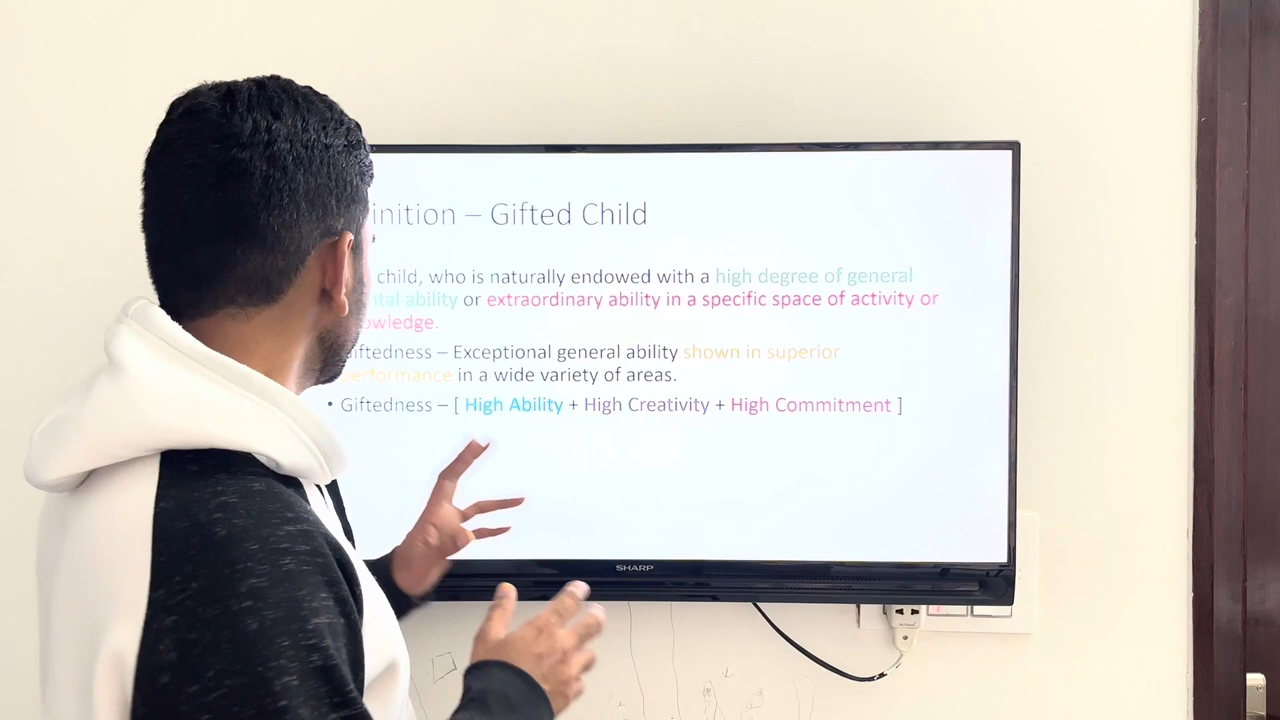 inition – Gifted Child
child, who is naturally endowed with a high degree of general
ntal ability or extraordinary ability in a specific space of activity or
owledge.
iftedness – Exceptional general ability shown in superior
performance in a wide variety of areas.
• Giftedness – [ High Ability + High Creativity + High Commitment ]
SHARP